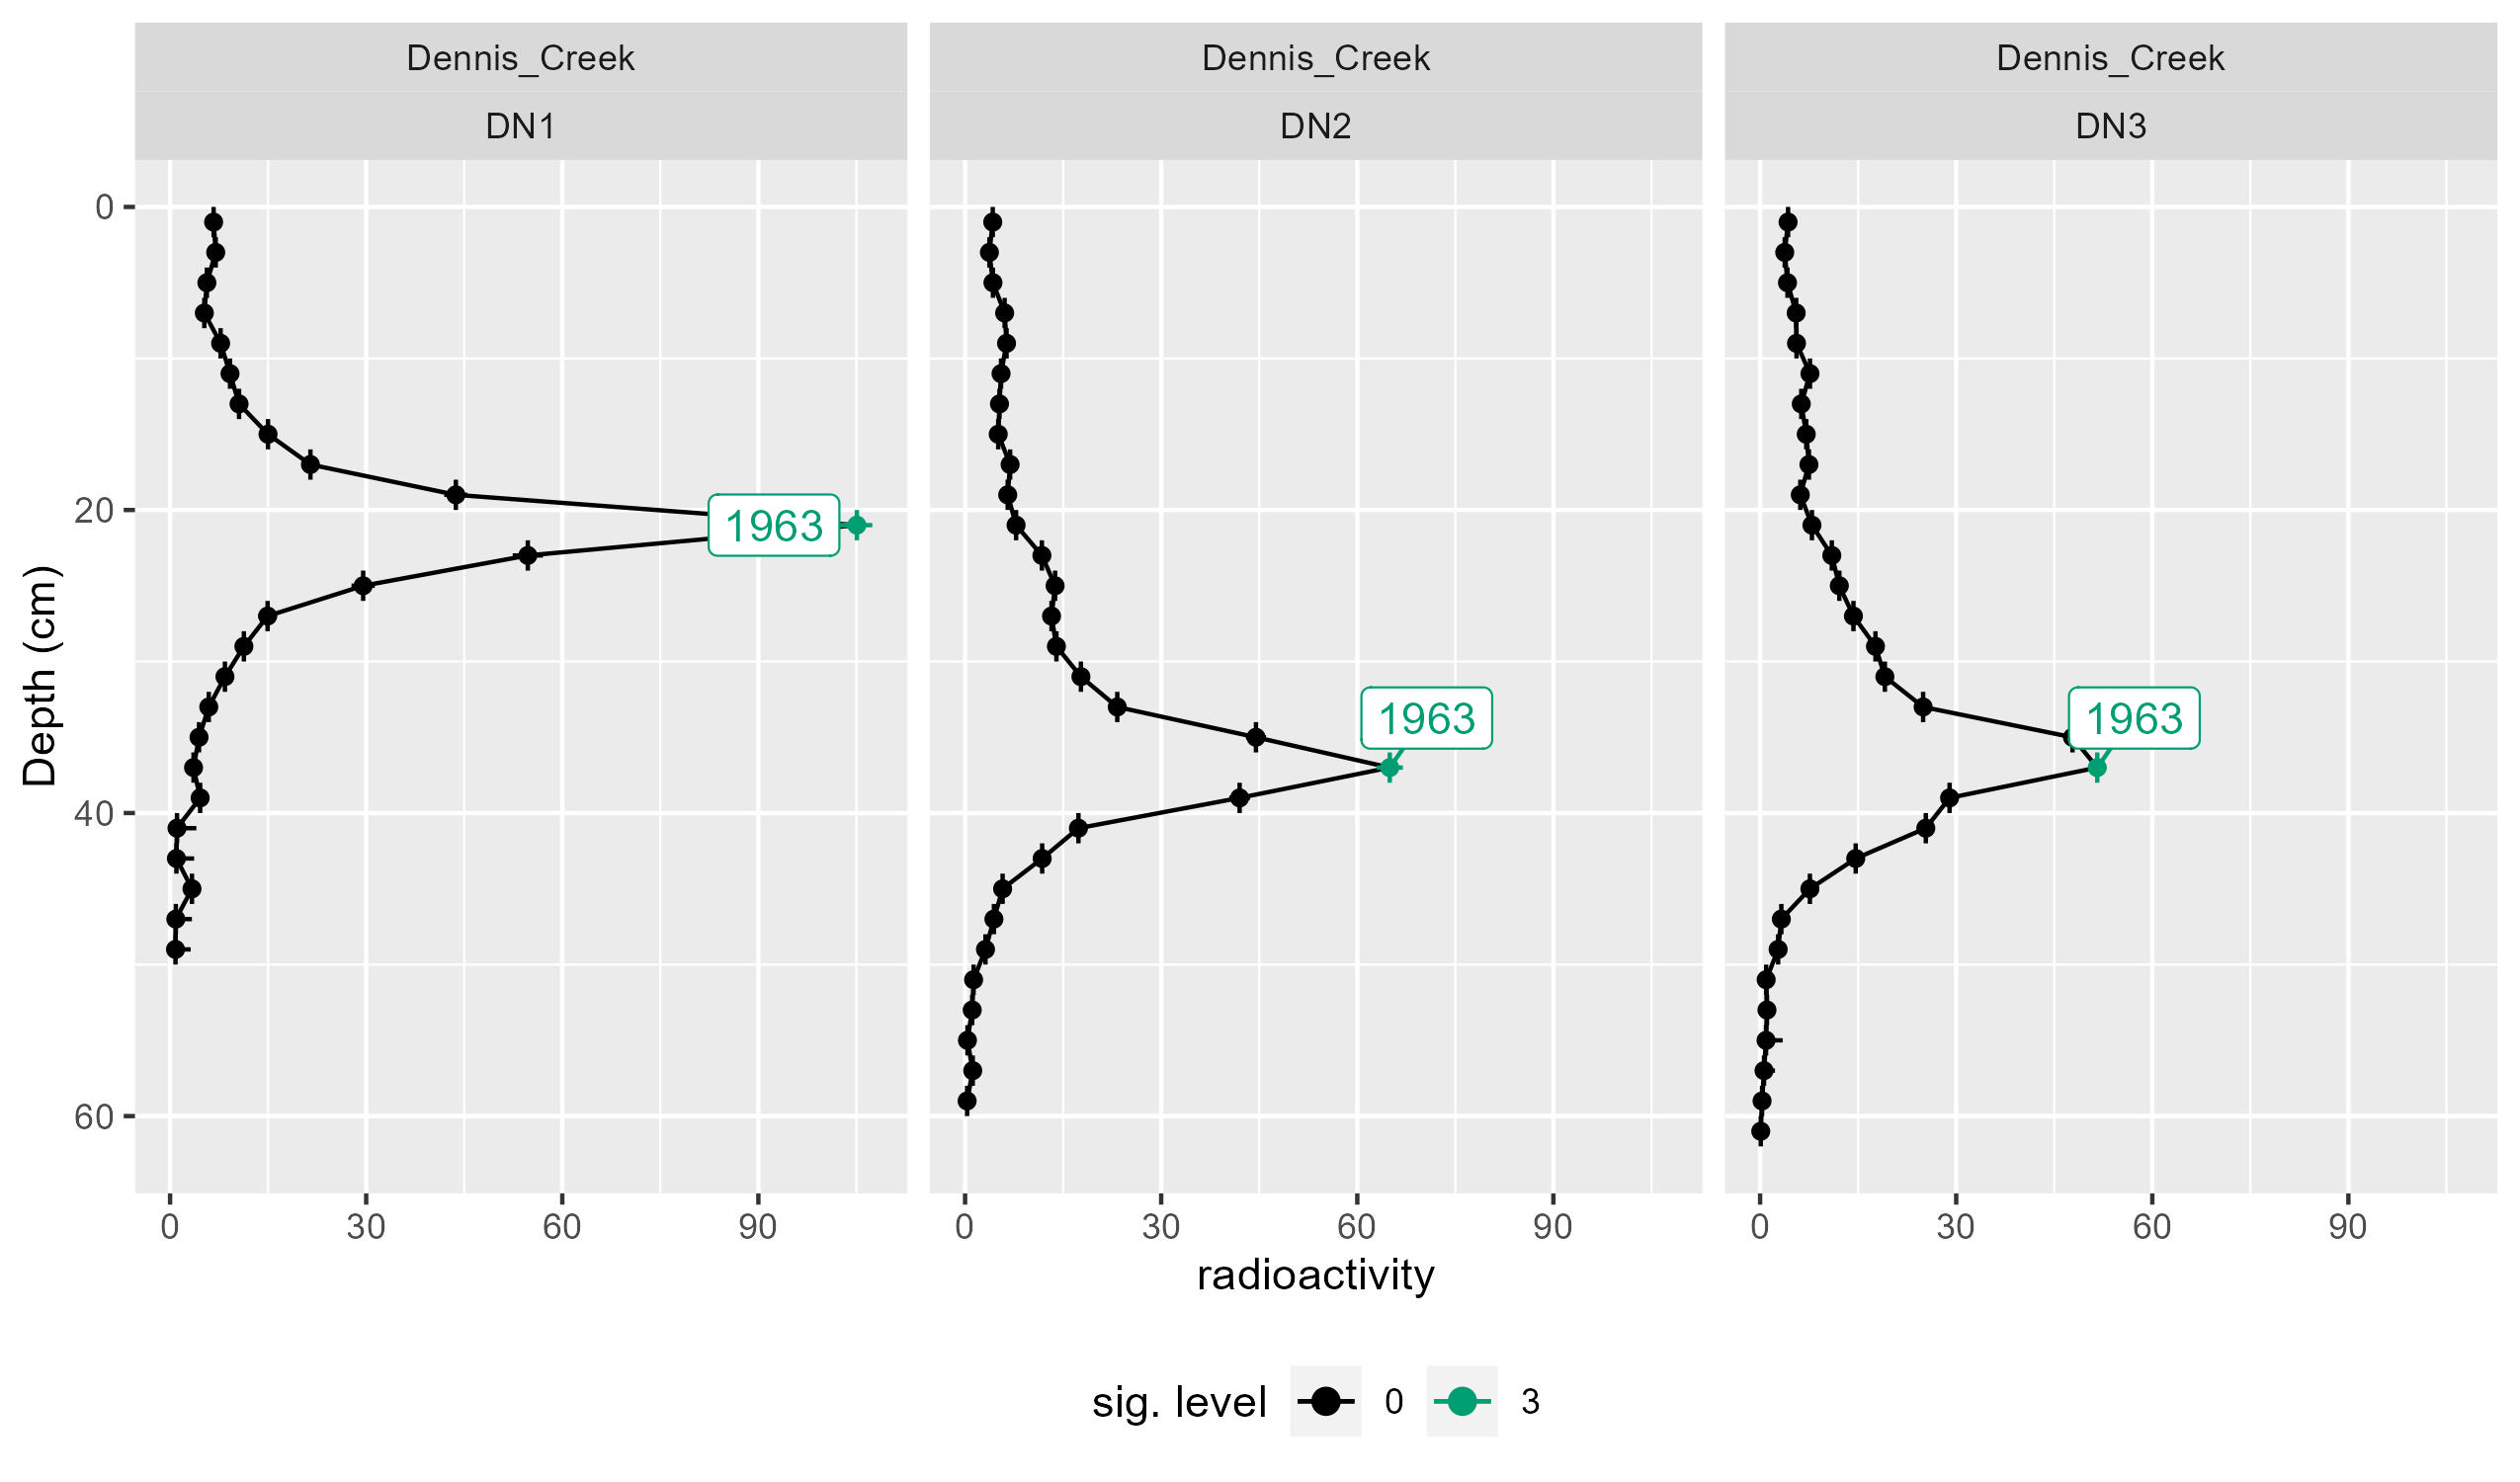 Dennis_Creek Dennis_Creek Dennis_Creek
DN1 DN2 DN3
0
20
40
60
Depth (cm)
1963
1963
1963
0 30 60 90 0 30 60 90 0 30 60 90
radioactivity
sig. level 0 3